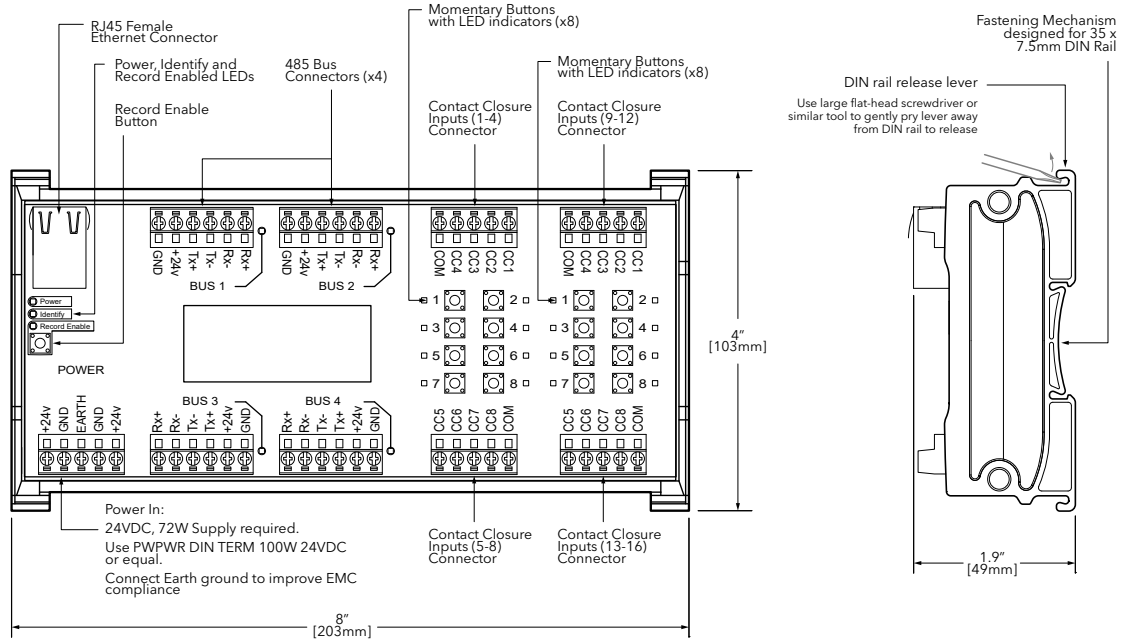 Momentary Buttons
with LED indicators (x8)
RJ45 Female
Ethernet Connector
Power, Identify and
Record Enabled LEDs
Record Enable
Button
485 Bus
Connectors (x4)
Momentary Buttons
with LED indicators (x8)
Contact Closure
Inputs (1-4)
Connector
Contact Closure
Inputs (9-12)
Connector
Fastening Mechanism
designed for 35 x
7.5mm DIN Rail
DIN rail release lever
Use large flat-head screwdriver or
similar tool to gently pry lever away
from DIN rail to release
GND +24v Tx+ Tx- Rx- Rx+
BUS 1
GND +24v Tx+ Tx- Rx- Rx+
BUS 2
COM CC4 CC3 CC2 CC1
COM CC4 CC3 CC2 CC1
Power
Identify
Record Enable
1 2 1 2
3 4 3 4
5 6 5 6
7 8 7 8
POWER
+24v GND EARTH GND +24v
BUS 3
Rx+ Rx- Tx- Tx+ +24v GND
BUS 4
Rx+ Rx- Tx- Tx+ +24v GND
CC5 CC6 CC7 CC8 COM
CC5 CC6 CC7 CC8 COM
4"
[103mm]
Power In:
24VDC, 72W Supply required.
Use PWPWR DIN TERM 100W 24VDC
or equal.
Connect Earth ground to improve EMC
compliance
Contact Closure
Inputs (5-8)
Connector
Contact Closure
Inputs (13-16)
Connector
1.9"
[49mm]
8"
[203mm]